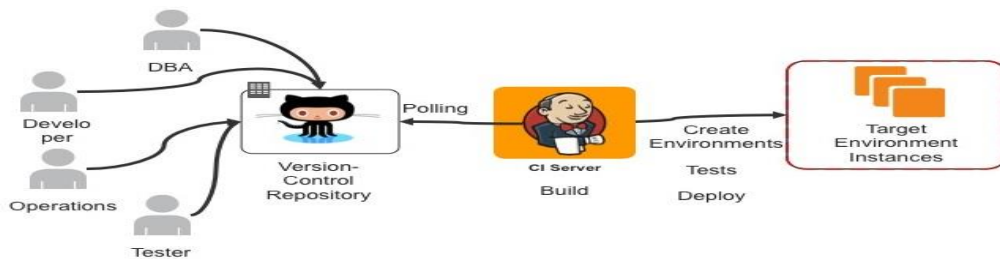 DBA
Develo
per
Operations
Tester
Version-
Control
Repository
Polling
CI Server
Build
Create
Environments
Tests
Deploy
Target
Environment
Instances